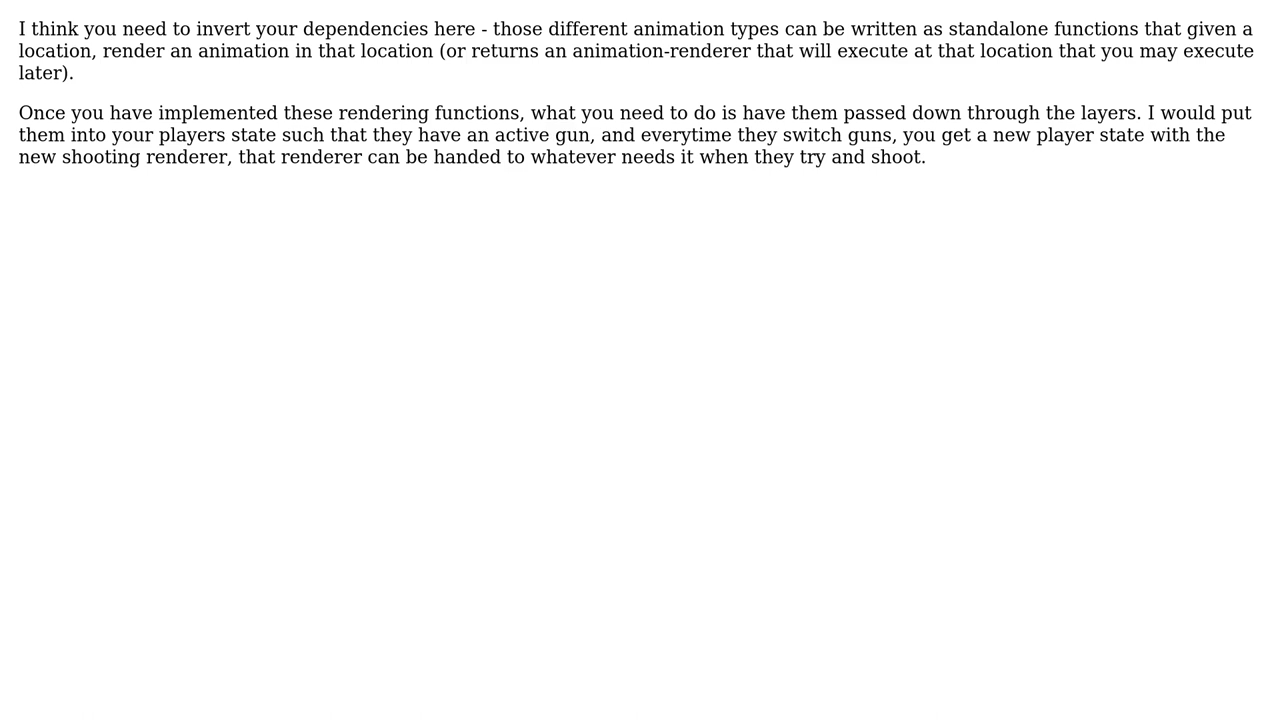 I think you need to invert your dependencies here - those different animation types can be written as standalone functions that given a
location, render an animation in that location (or returns an animation-renderer that will execute at that location that you may execute
later).
Once you have implemented these rendering functions, what you need to do is have them passed down through the layers. I would put
them into your players state such that they have an active gun, and everytime they switch guns, you get a new player state with the
new shooting renderer, that renderer can be handed to whatever needs it when they try and shoot.